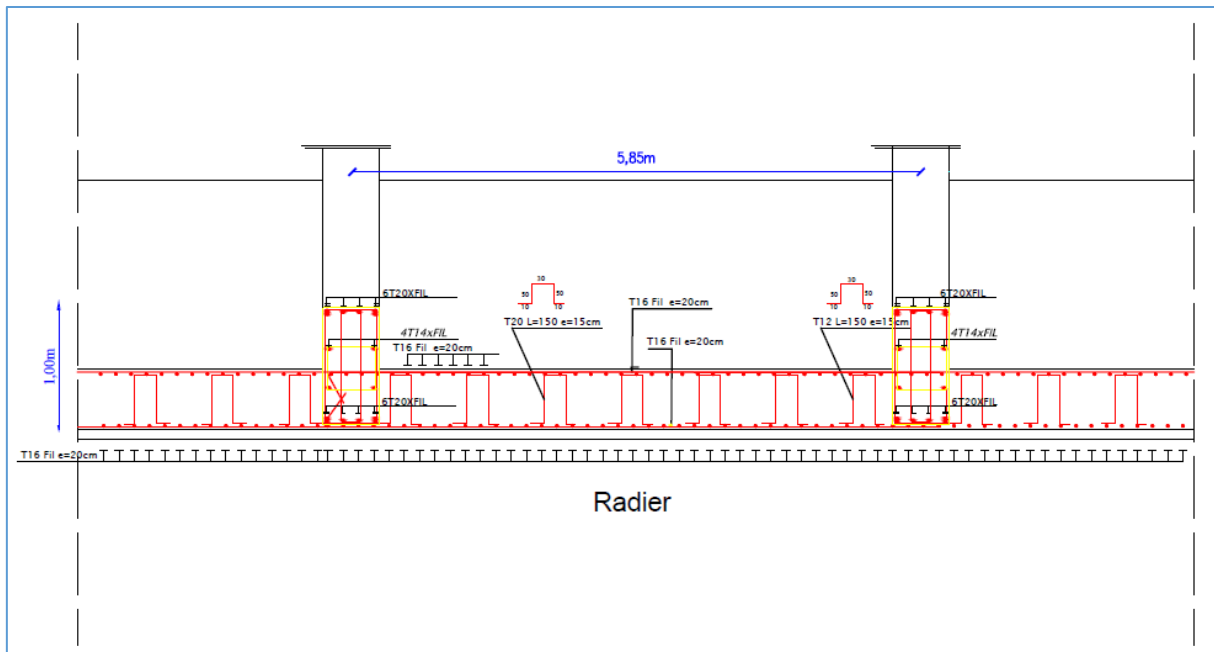 5,85m
30
50
50
10
10
30
50
50
10
10
6T20XFIL
T16 Fil e=20cm
6T20XFIL
T20 L=150 e=15cm
T12 L=150 e=15cm
4T14xFIL
4T14xFIL
T16 Fil e=20cm
T16 Fil e=20cm
1,00m
6T20XFIL
6T20XFIL
T16 Fil e=20cm
Radier